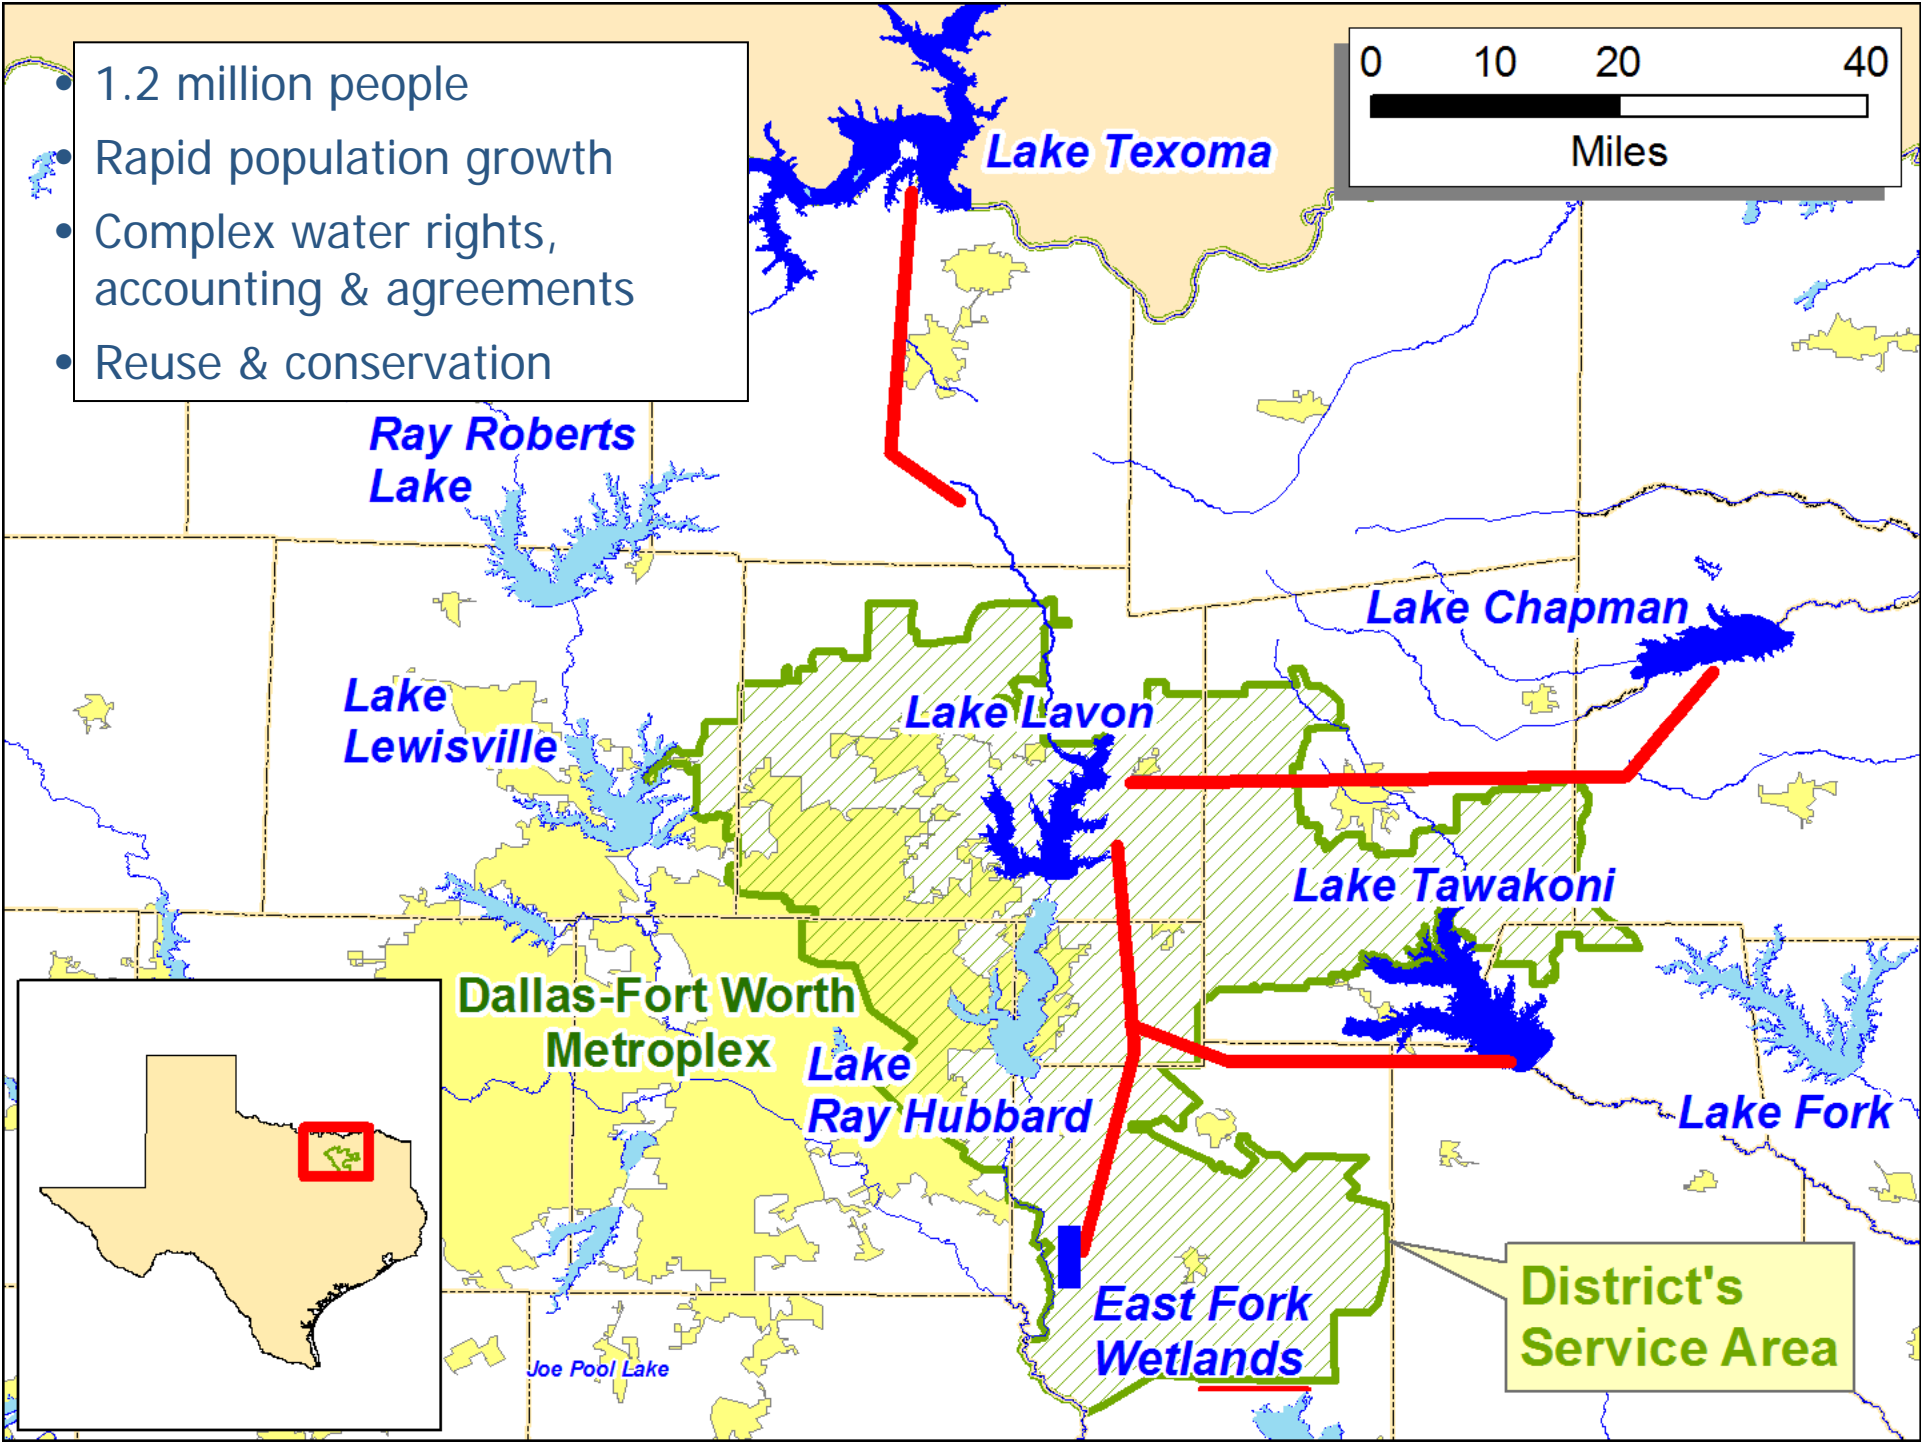 • 1.2 million people
• Rapid population growth
• Complex water rights,
accounting & agreements
• Reuse & conservation
0 10 20 40
Miles
Lake Texoma
Ray Roberts
Lake
Lake Chapman
Lake
Lewisville
Lake Lavon
Lake Tawakoni
Dallas-Fort Worth
Metroplex
Lake
Ray Hubbard
Lake Fork
East Fork
Wetlands
District's
Service Area
Joe Pool Lake